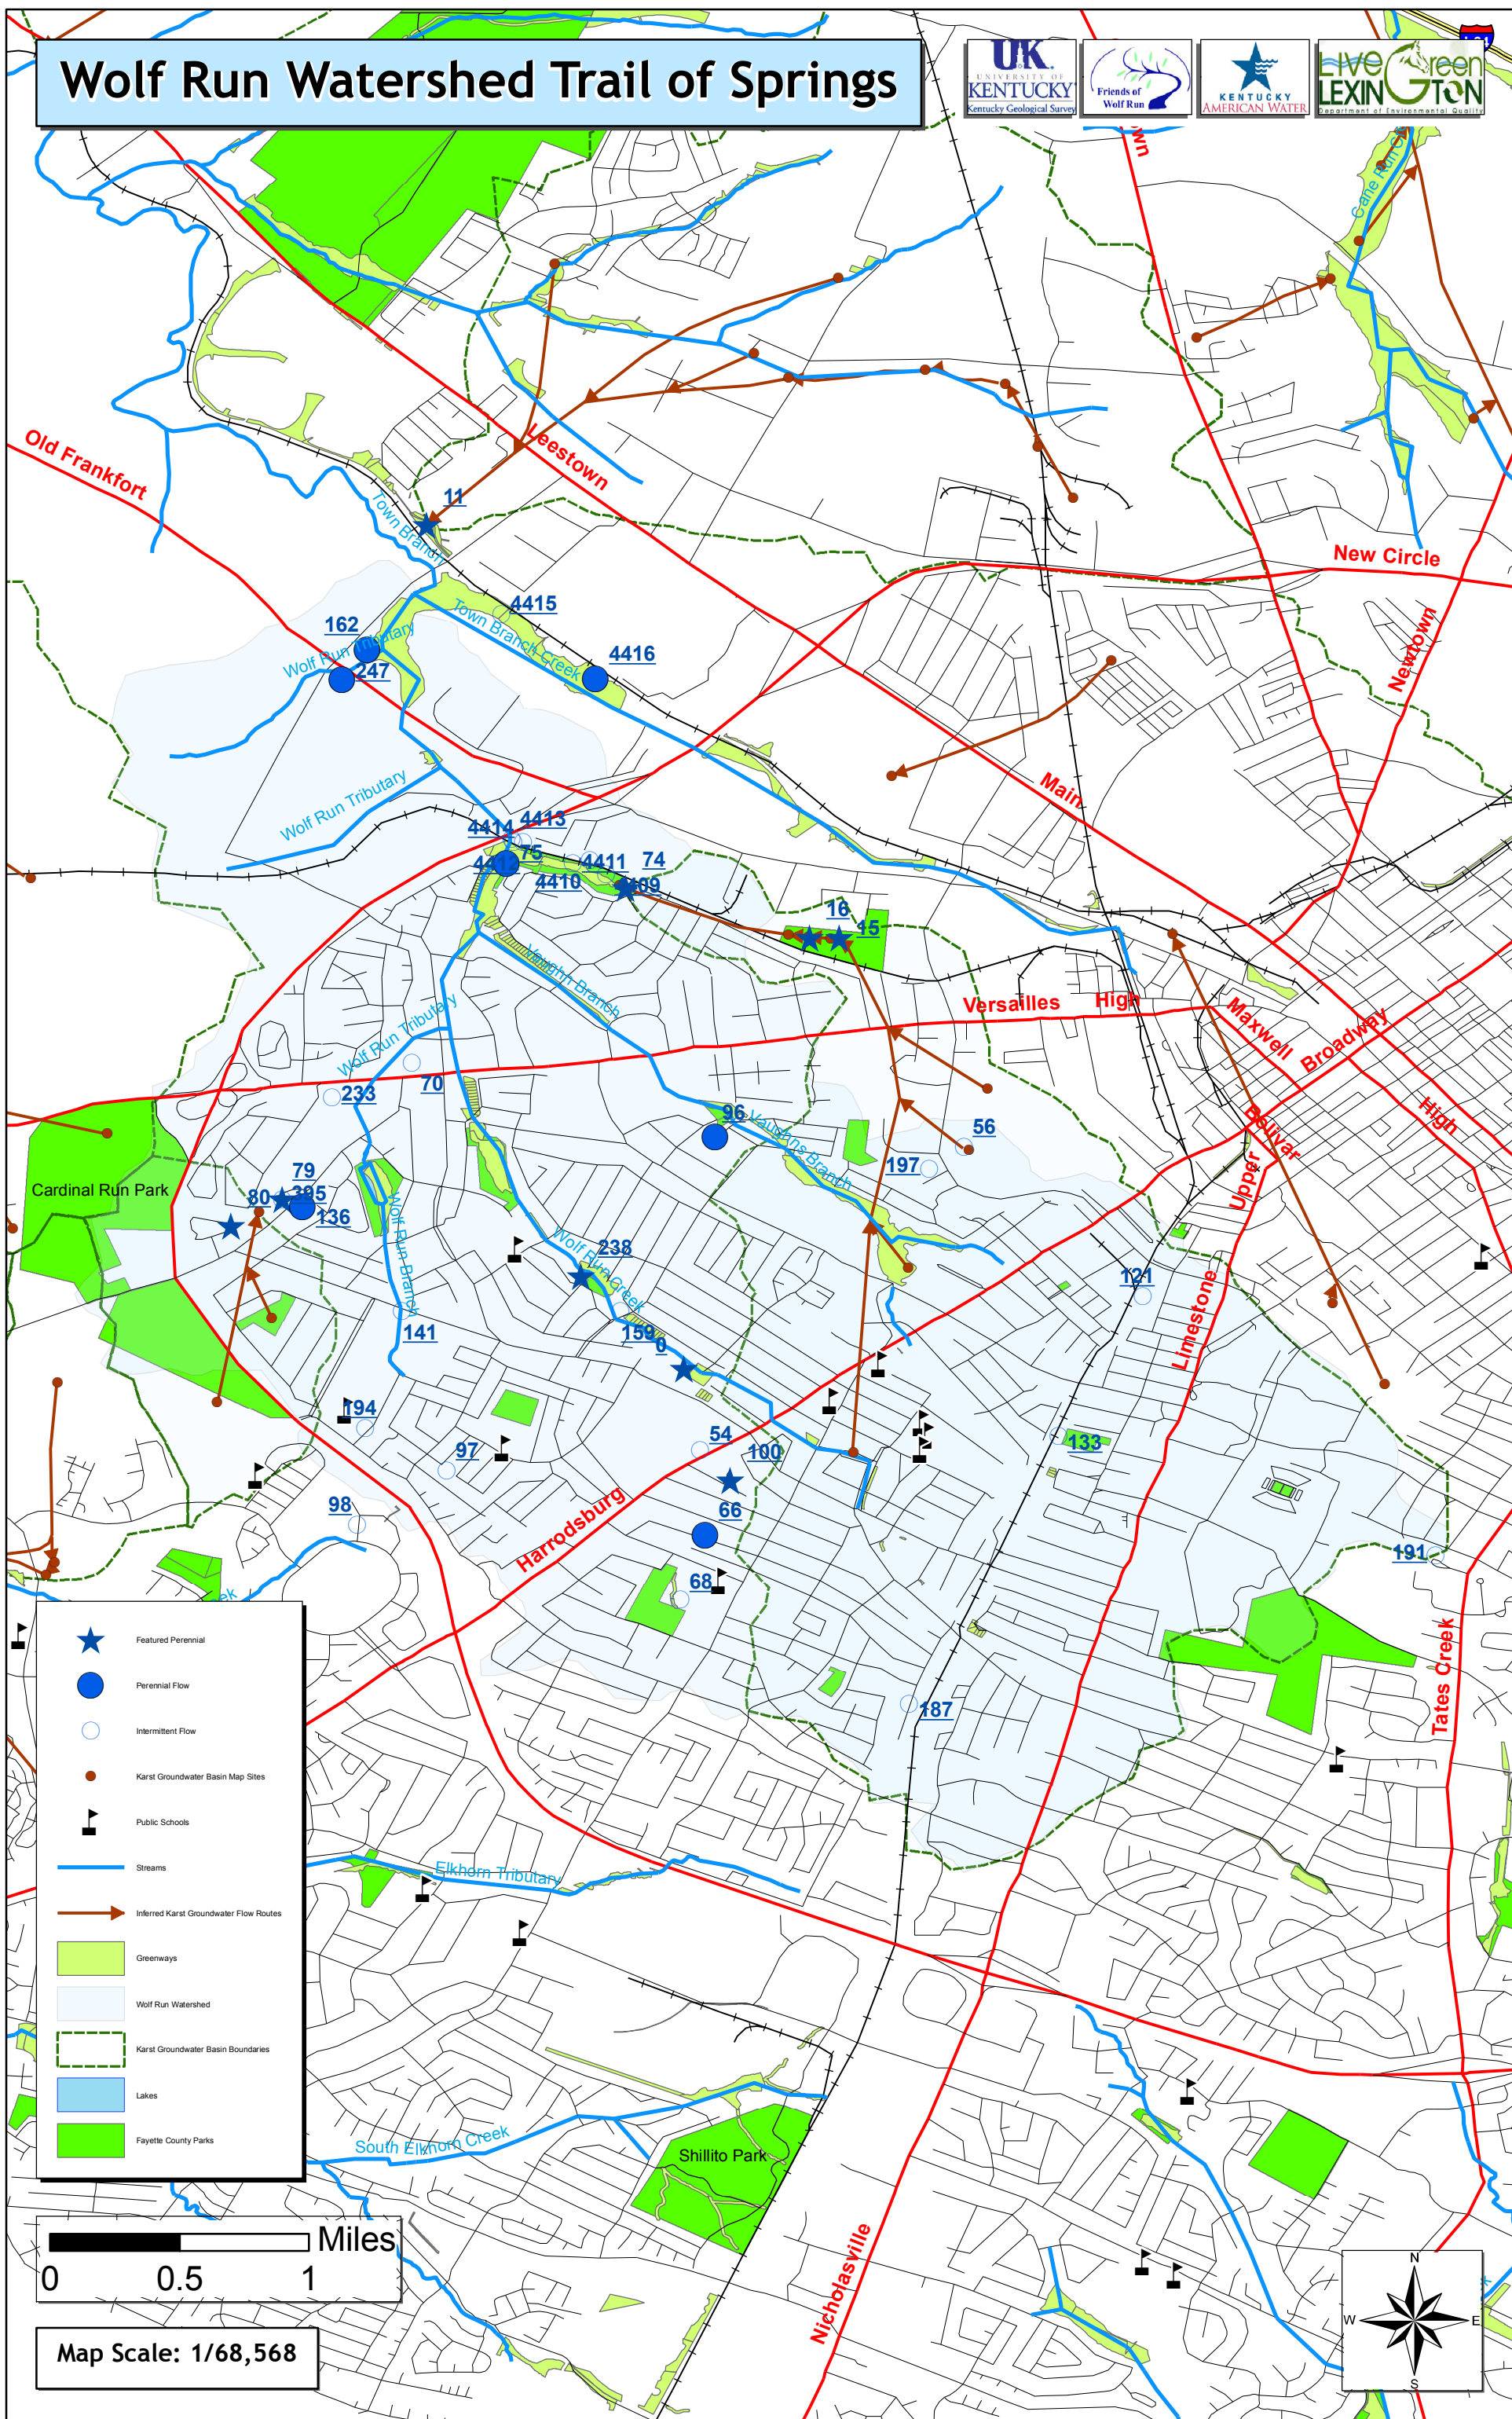 Wolf Run Watershed Trail of Springs
UK
UNIVERSITY OF
KENTUCKY
Kentucky Geological Survey
Friends of
Wolf Run
KENTUCKY
AMERICAN WATER
LIVE Green
LEXINGTON
Department of Environmental Quality
Old Frankfort
Leestown
11
Town Branch
New Circle
4415
Town Branch Creek
162
Wolf Run Tributary
247
4416
Newtown
Main
Wolf Run Tributary
4414
4413
75
4412
4411
74
4410
16
15
Vaughn Branch
Versailles
High
Maxwell
Broadway
Wolf Run Tributary
70
233
High
Bolivar
96
Vaughns Branch
56
197
Upper
Cardinal Run Park
79
80
395
136
Wolf Run Branch
Wolf Run Creek
238
121
Limestone
141
159
0
194
97
54
100
133
98
66
Harrodsburg
191
68
Tates Creek
187
Featured Perennial
Perennial Flow
Intermittent Flow
Karst Groundwater Basin Map Sites
Public Schools
Streams
Inferred Karst Groundwater Flow Routes
Greenways
Wolf Run Watershed
Karst Groundwater Basin Boundaries
Lakes
Fayette County Parks
Elkhorn Tributary
South Elkhorn Creek
Shillito Park
Nicholasville
Miles
0 0.5 1
Map Scale: 1/68,568
N
W E
S